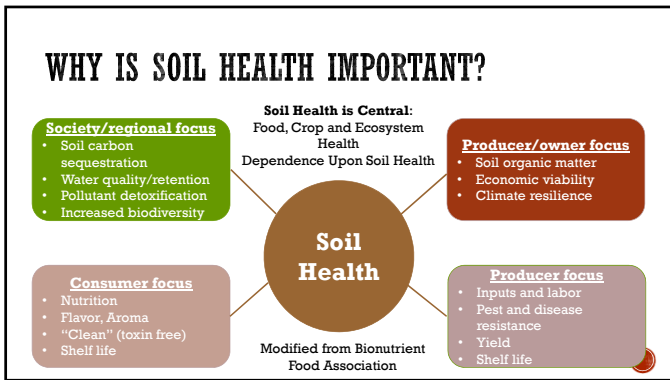 WHY IS SOIL HEALTH IMPORTANT?
Soil Health is Central:
Food, Crop and Ecosystem
Health
Dependence Upon Soil Health
Society/regional focus
• Soil carbon
sequestration
• Water quality/retention
• Pollutant detoxification
• Increased biodiversity
Producer/owner focus
• Soil organic matter
• Economic viability
• Climate resilience
Soil
Health
Consumer focus
• Nutrition
• Flavor, Aroma
• “Clean” (toxin free)
• Shelf life
Producer focus
• Inputs and labor
• Pest and disease
resistance
• Yield
• Shelf life
Modified from Bionutrient
Food Association